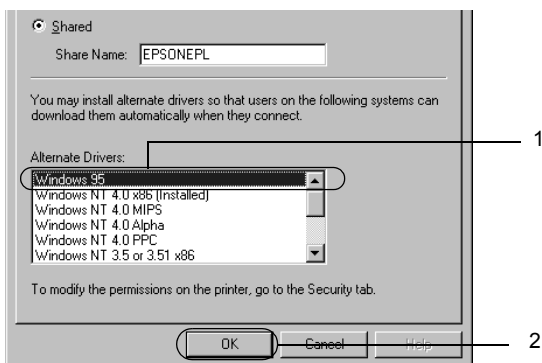 Shared
Share Name: EPSONEPL
You may install alternate drivers so that users on the following systems can
download them automatically when they connect.
1
Alternate Drivers:
Windows 95
Windows NT 4.0 x86 (Installed)
Windows NT 4.0 MIPS
Windows NT 4.0 Alpha
Windows NT 4.0 PPC
Windows NT 3.5 or 3.51 x86
To modify the permissions on the printer, go to the Security tab.
OK Cancel Help 2